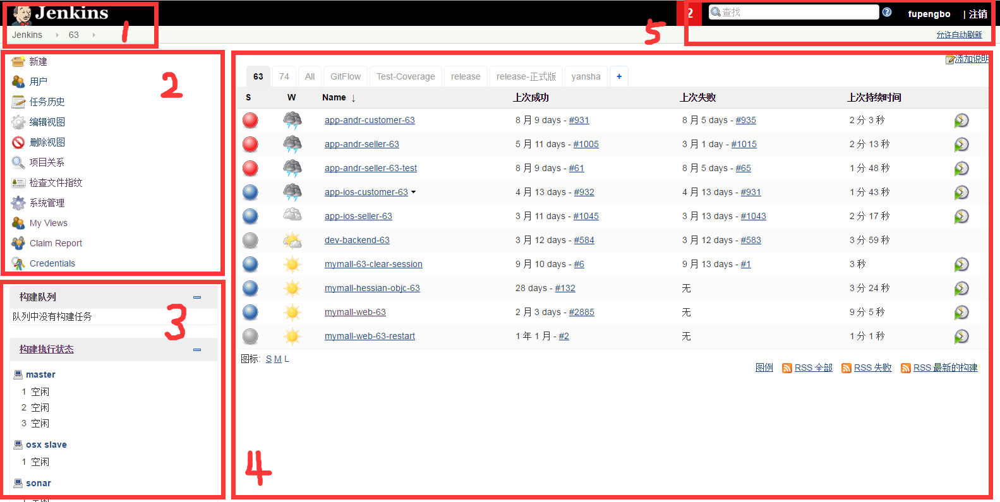 Jenkins
2
查找
fupengbo | 注销
Jenkins 63
1
5
允许自动刷新
新建
用户
任务历史
编辑视图
删除视图
项目关系
检查文件指纹
系统管理
My Views
Claim Report
Credentials
2
构建队列
队列中没有构建任务
3
构建执行状态
master
1 空闲
2 空闲
3 空闲
osx slave
1 空闲
sonar
1 空闲
添加说明
63 74 All GitFlow Test-Coverage release release-正式版 yansha +
S W Name ↓ 上次成功 上次失败 上次持续时间
app-andr-customer-63 8 月 9 days - #931 8 月 5 days - #935 2 分 3 秒
app-andr-seller-63 5 月 11 days - #1005 3 月 1 day - #1015 2 分 13 秒
app-andr-seller-63-test 8 月 9 days - #61 8 月 5 days - #65 1 分 48 秒
app-ios-customer-63 4 月 13 days - #932 4 月 13 days - #931 1 分 43 秒
app-ios-seller-63 3 月 11 days - #1045 3 月 13 days - #1043 2 分 17 秒
dev-backend-63 3 月 12 days - #584 3 月 12 days - #583 3 分 59 秒
mymall-63-clear-session 9 月 10 days - #6 9 月 13 days - #1 3 秒
mymall-hessian-objc-63 28 days - #132 无 3 分 24 秒
mymall-web-63 2 月 3 days - #2885 无 9 分 5 秒
mymall-web-63-restart 1 年 1 月 - #2 无 1 分 1 秒
图标: S M L
图例 RSS 全部 RSS 失败 RSS 最新的构建
4